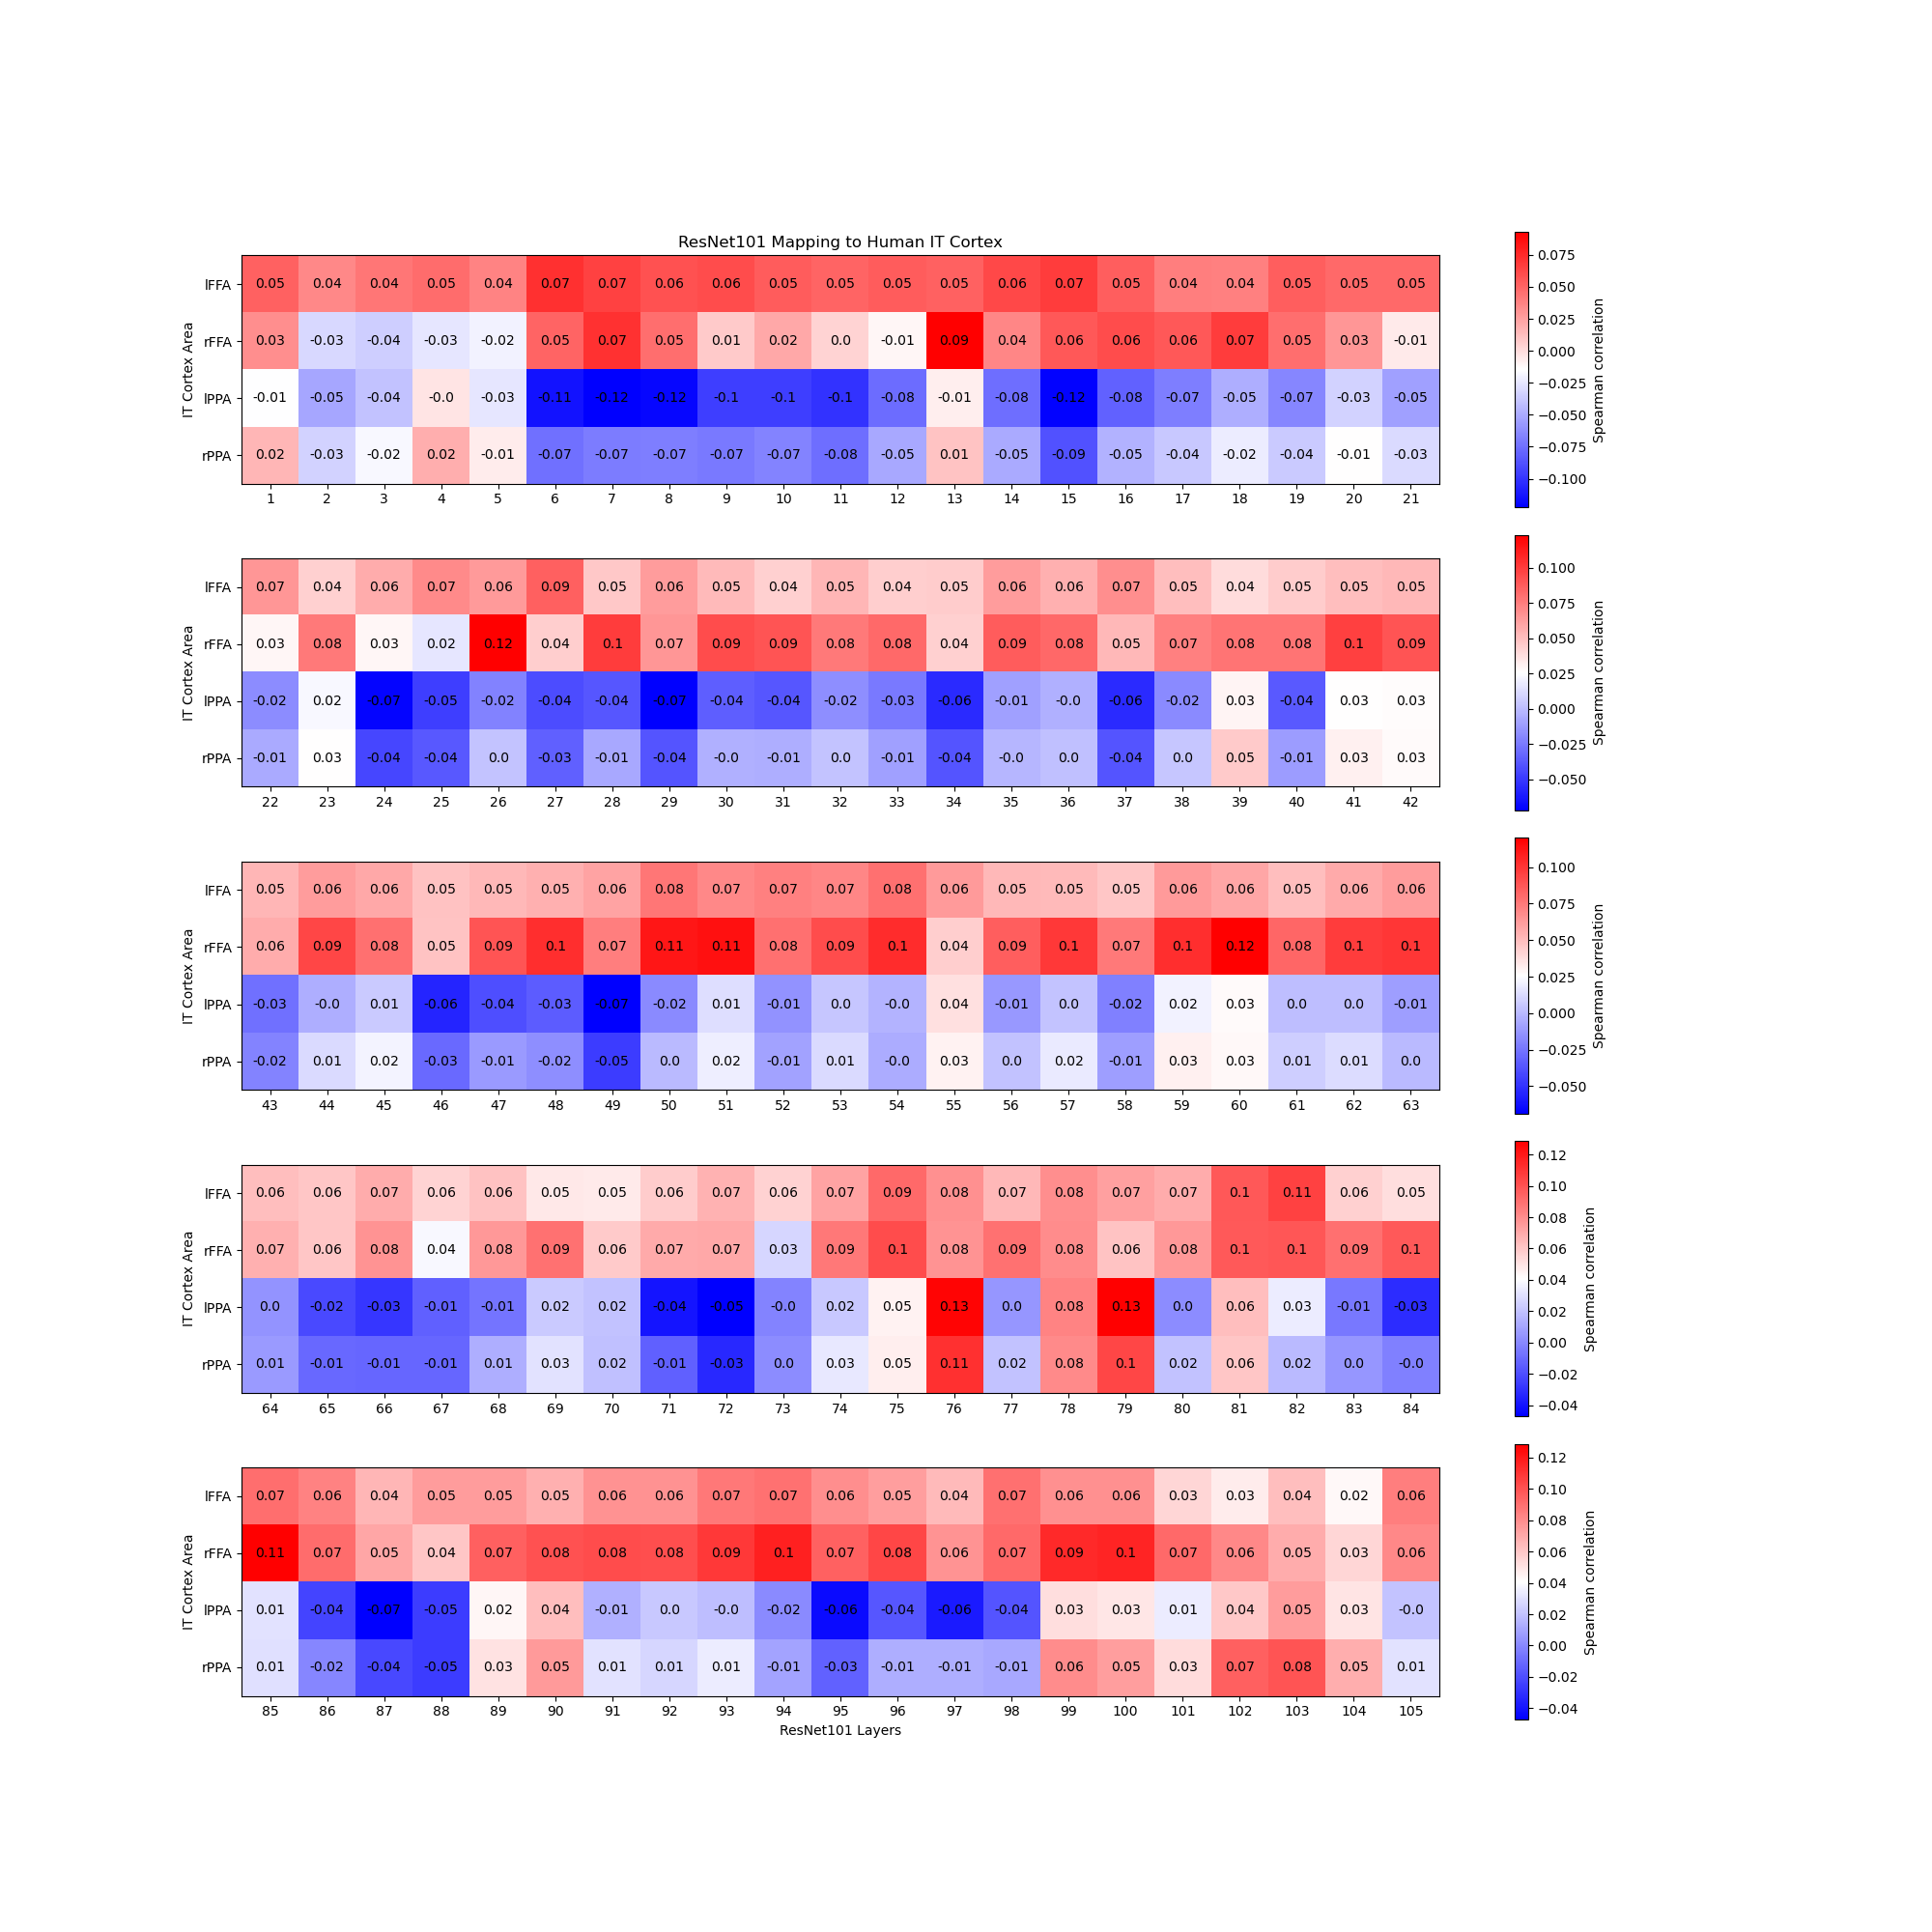 ResNet101 Mapping to Human IT Cortex
IT Cortex Area
lFFA 0.05 0.04 0.04 0.05 0.04 0.07 0.07 0.06 0.06 0.05 0.05 0.05 0.05 0.06 0.07 0.05 0.04 0.04 0.05 0.05 0.05
rFFA 0.03 -0.03 -0.04 -0.03 -0.02 0.05 0.07 0.05 0.01 0.02 0.0 -0.01 0.09 0.04 0.06 0.06 0.06 0.07 0.05 0.03 -0.01
lPPA -0.01 -0.05 -0.04 -0.0 -0.03 -0.11 -0.12 -0.12 -0.1 -0.1 -0.1 -0.08 -0.01 -0.08 -0.12 -0.08 -0.07 -0.05 -0.07 -0.03 -0.05
rPPA 0.02 -0.03 -0.02 0.02 -0.01 -0.07 -0.07 -0.07 -0.07 -0.07 -0.08 -0.05 0.01 -0.05 -0.09 -0.05 -0.04 -0.02 -0.04 -0.01 -0.03
1 2 3 4 5 6 7 8 9 10 11 12 13 14 15 16 17 18 19 20 21
0.075
0.050
0.025
0.000
−0.025
−0.050
−0.075
−0.100
Spearman correlation
IT Cortex Area
lFFA 0.07 0.04 0.06 0.07 0.06 0.09 0.05 0.06 0.05 0.04 0.05 0.04 0.05 0.06 0.06 0.07 0.05 0.04 0.05 0.05 0.05
rFFA 0.03 0.08 0.03 0.02 0.12 0.04 0.1 0.07 0.09 0.09 0.08 0.08 0.04 0.09 0.08 0.05 0.07 0.08 0.08 0.1 0.09
lPPA -0.02 0.02 -0.07 -0.05 -0.02 -0.04 -0.04 -0.07 -0.04 -0.04 -0.02 -0.03 -0.06 -0.01 -0.0 -0.06 -0.02 0.03 -0.04 0.03 0.03
rPPA -0.01 0.03 -0.04 -0.04 0.0 -0.03 -0.01 -0.04 -0.0 -0.01 0.0 -0.01 -0.04 -0.0 0.0 -0.04 0.0 0.05 -0.01 0.03 0.03
22 23 24 25 26 27 28 29 30 31 32 33 34 35 36 37 38 39 40 41 42
0.100
0.075
0.050
0.025
0.000
−0.025
−0.050
Spearman correlation
IT Cortex Area
lFFA 0.05 0.06 0.06 0.05 0.05 0.05 0.06 0.08 0.07 0.07 0.07 0.08 0.06 0.05 0.05 0.05 0.06 0.06 0.05 0.06 0.06
rFFA 0.06 0.09 0.08 0.05 0.09 0.1 0.07 0.11 0.11 0.08 0.09 0.1 0.04 0.09 0.1 0.07 0.1 0.12 0.08 0.1 0.1
lPPA -0.03 -0.0 0.01 -0.06 -0.04 -0.03 -0.07 -0.02 0.01 -0.01 0.0 -0.0 0.04 -0.01 0.0 -0.02 0.02 0.03 0.0 0.0 -0.01
rPPA -0.02 0.01 0.02 -0.03 -0.01 -0.02 -0.05 0.0 0.02 -0.01 0.01 -0.0 0.03 0.0 0.02 -0.01 0.03 0.03 0.01 0.01 0.0
43 44 45 46 47 48 49 50 51 52 53 54 55 56 57 58 59 60 61 62 63
0.100
0.075
0.050
0.025
0.000
−0.025
−0.050
Spearman correlation
IT Cortex Area
lFFA 0.06 0.06 0.07 0.06 0.06 0.05 0.05 0.06 0.07 0.06 0.07 0.09 0.08 0.07 0.08 0.07 0.07 0.1 0.11 0.06 0.05
rFFA 0.07 0.06 0.08 0.04 0.08 0.09 0.06 0.07 0.07 0.03 0.09 0.1 0.08 0.09 0.08 0.06 0.08 0.1 0.1 0.09 0.1
lPPA 0.0 -0.02 -0.03 -0.01 -0.01 0.02 0.02 -0.04 -0.05 -0.0 0.02 0.05 0.13 0.0 0.08 0.13 0.0 0.06 0.03 -0.01 -0.03
rPPA 0.01 -0.01 -0.01 -0.01 0.01 0.03 0.02 -0.01 -0.03 0.0 0.03 0.05 0.11 0.02 0.08 0.1 0.02 0.06 0.02 0.0 -0.0
64 65 66 67 68 69 70 71 72 73 74 75 76 77 78 79 80 81 82 83 84
0.12
0.10
0.08
0.06
0.04
0.02
0.00
−0.02
−0.04
Spearman correlation
IT Cortex Area
lFFA 0.07 0.06 0.04 0.05 0.05 0.05 0.06 0.06 0.07 0.07 0.06 0.05 0.04 0.07 0.06 0.06 0.03 0.03 0.04 0.02 0.06
rFFA 0.11 0.07 0.05 0.04 0.07 0.08 0.08 0.08 0.09 0.1 0.07 0.08 0.06 0.07 0.09 0.1 0.07 0.06 0.05 0.03 0.06
lPPA 0.01 -0.04 -0.07 -0.05 0.02 0.04 -0.01 0.0 -0.0 -0.02 -0.06 -0.04 -0.06 -0.04 0.03 0.03 0.01 0.04 0.05 0.03 -0.0
rPPA 0.01 -0.02 -0.04 -0.05 0.03 0.05 0.01 0.01 0.01 -0.01 -0.03 -0.01 -0.01 -0.01 0.06 0.05 0.03 0.07 0.08 0.05 0.01
85 86 87 88 89 90 91 92 93 94 95 96 97 98 99 100 101 102 103 104 105
ResNet101 Layers
0.12
0.10
0.08
0.06
0.04
0.02
0.00
−0.02
−0.04
Spearman correlation